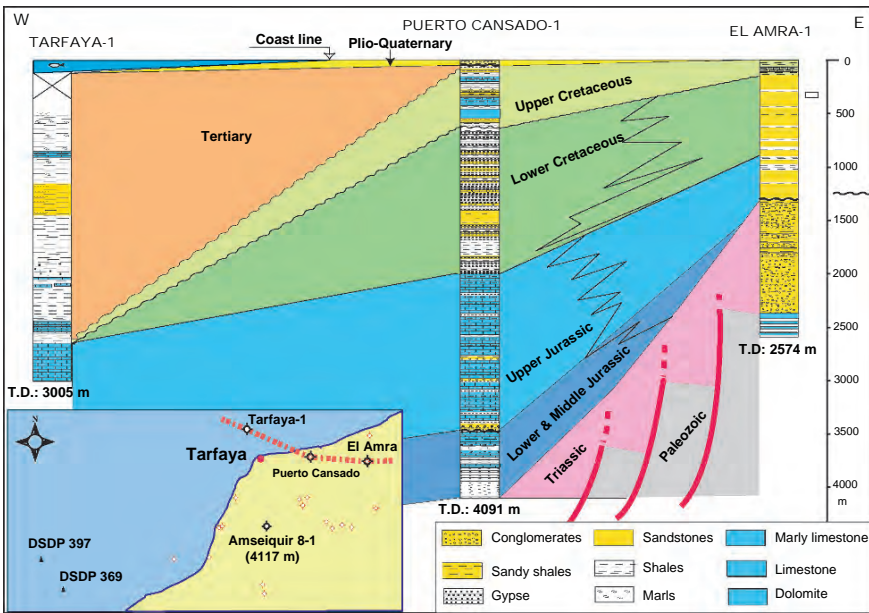 W
E
TARFAYA-1
PUERTO CANSADO-1
EL AMRA-1
Coast line
Plio-Quaternary
Tertiary
Upper Cretaceous
Lower Cretaceous
Upper Jurassic
Lower & Middle Jurassic
Triassic
Paleozoic
0
500
1000
1500
2000
2500
3000
3500
4000
m
T.D.: 3005 m
T.D.: 4091 m
T.D: 2574 m
N
Tarfaya-1
Tarfaya
El Amra
Puerto Cansado
Amseiquir 8-1
(4117 m)
DSDP 397
DSDP 369
Conglomerates
Sandstones
Marly limestone
Sandy shales
Shales
Limestone
Gypse
Marls
Dolomite